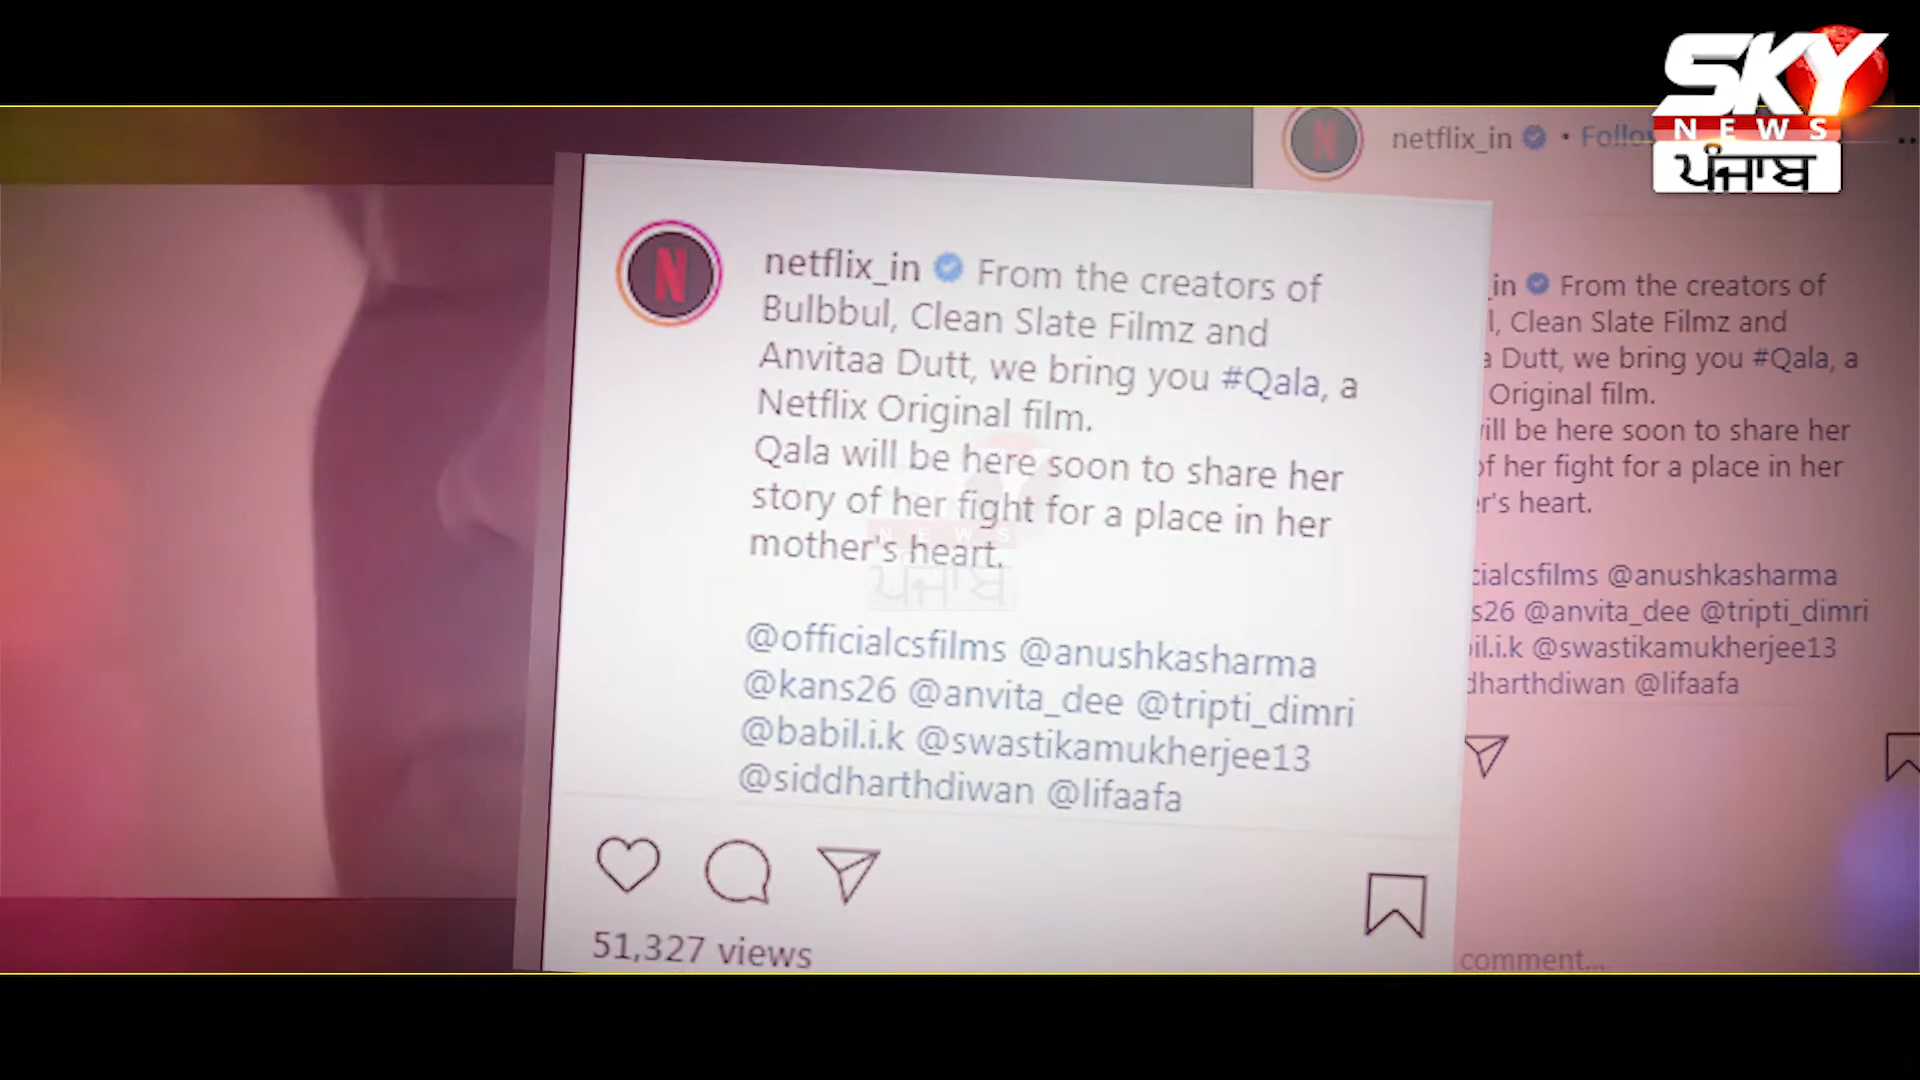 SKY
NEWS
ਪੰਜਾਬ
netflix_in From the creators of
Bulbbul, Clean Slate Filmz and
Anvitaa Dutt, we bring you #Qala, a
Netflix Original film.
Qala will be here soon to share her
story of her fight for a place in her
mother's heart.
@officialcsfilms @anushkasharma
@kans26 @anvita_dee @tripti_dimri
@babil.i.k @swastikamukherjee13
@siddharthdiwan @lifaafa
51,327 views
netflix_in •
in From the creators of
Clean Slate Filmz and
Dutt, we bring you #Qala, a
Original film.
ill be here soon to share her
of her fight for a place in her
r's heart.
cialcsfilms @anushkasharma
s26 @anvita_dee @tripti_dimri
il.i.k @swastikamukherjee13
dharthdiwan @lifaafa
comment...
NEWS
ਪੰਜਾਬ